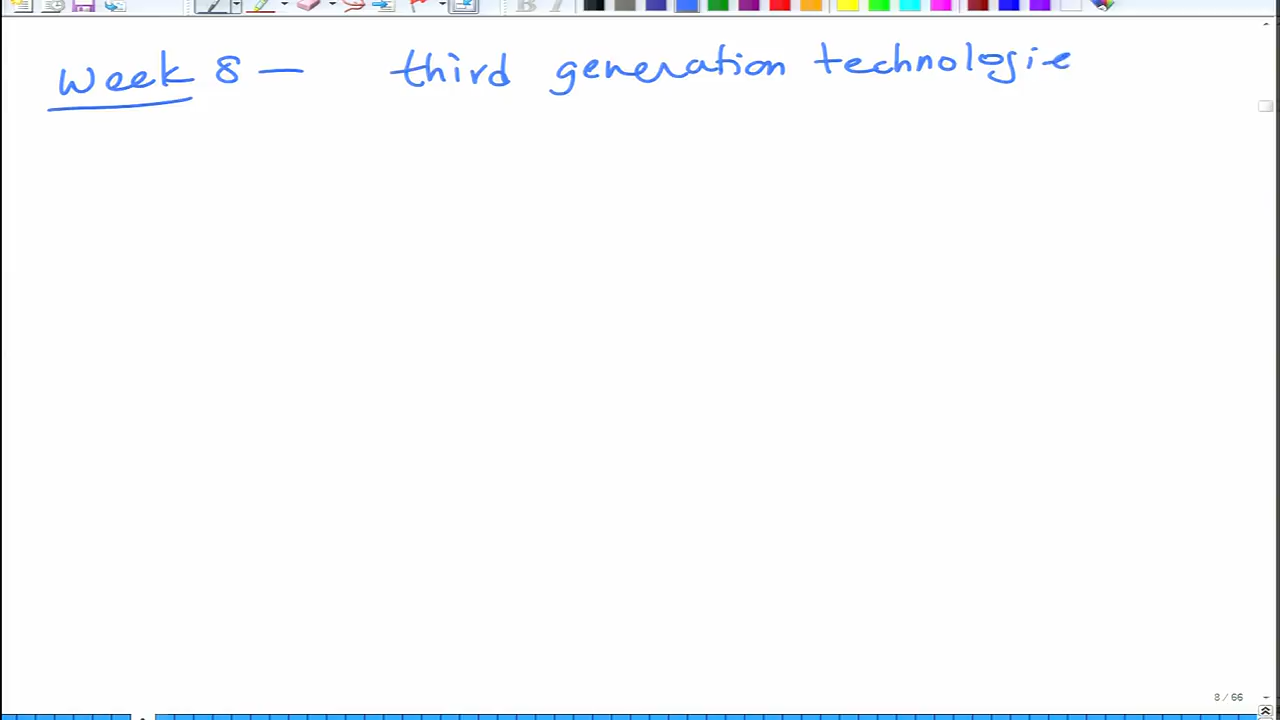 Week 8 — third generation technologie
8 / 66